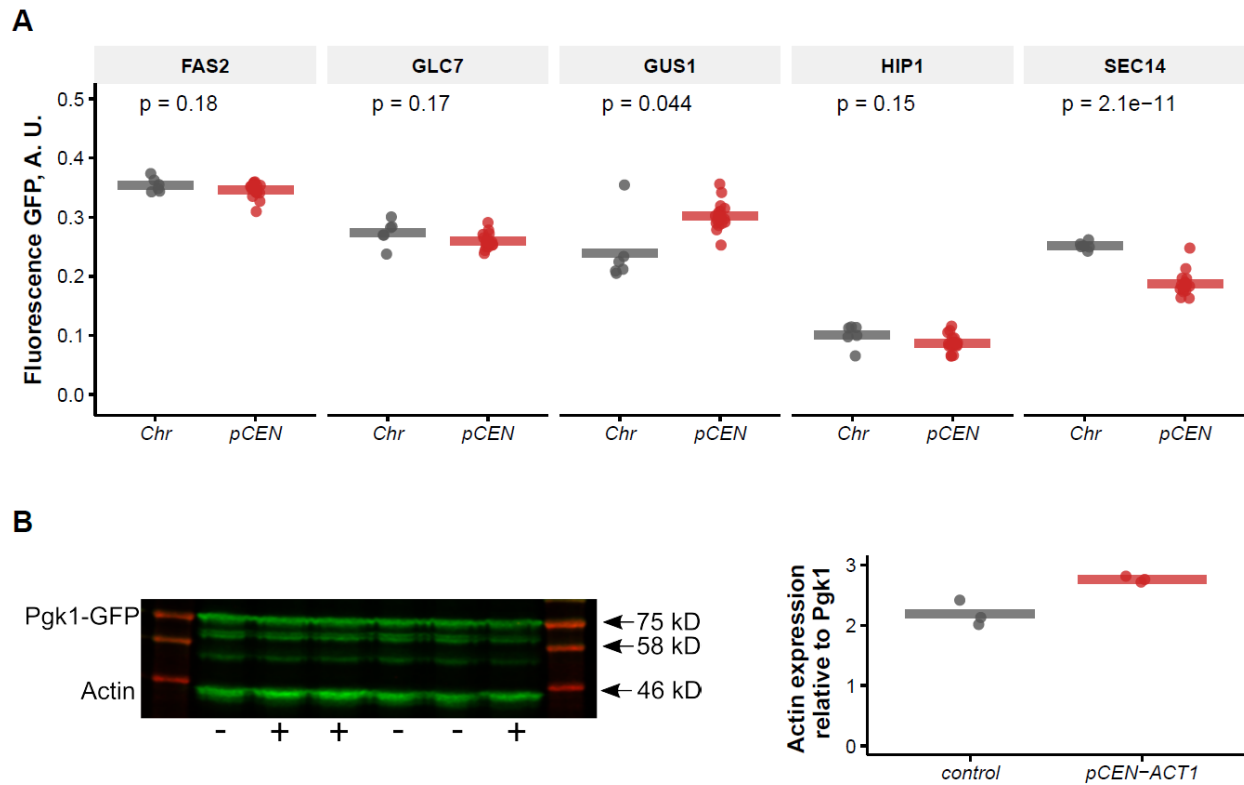 A
FAS2 GLC7 GUS1 HIP1 SEC14
p = 0.18 p = 0.17 p = 0.044 p = 0.15 p = 2.1e−11
Fluorescence GFP, A. U.
0.5
0.4
0.3
0.2
0.1
0.0
Chr pCEN Chr pCEN Chr pCEN Chr pCEN Chr pCEN
B
Pgk1-GFP
Actin
75 kD
58 kD
46 kD
- + + - - +
Actin expression
relative to Pgk1
3
2
1
0
control pCEN−ACT1